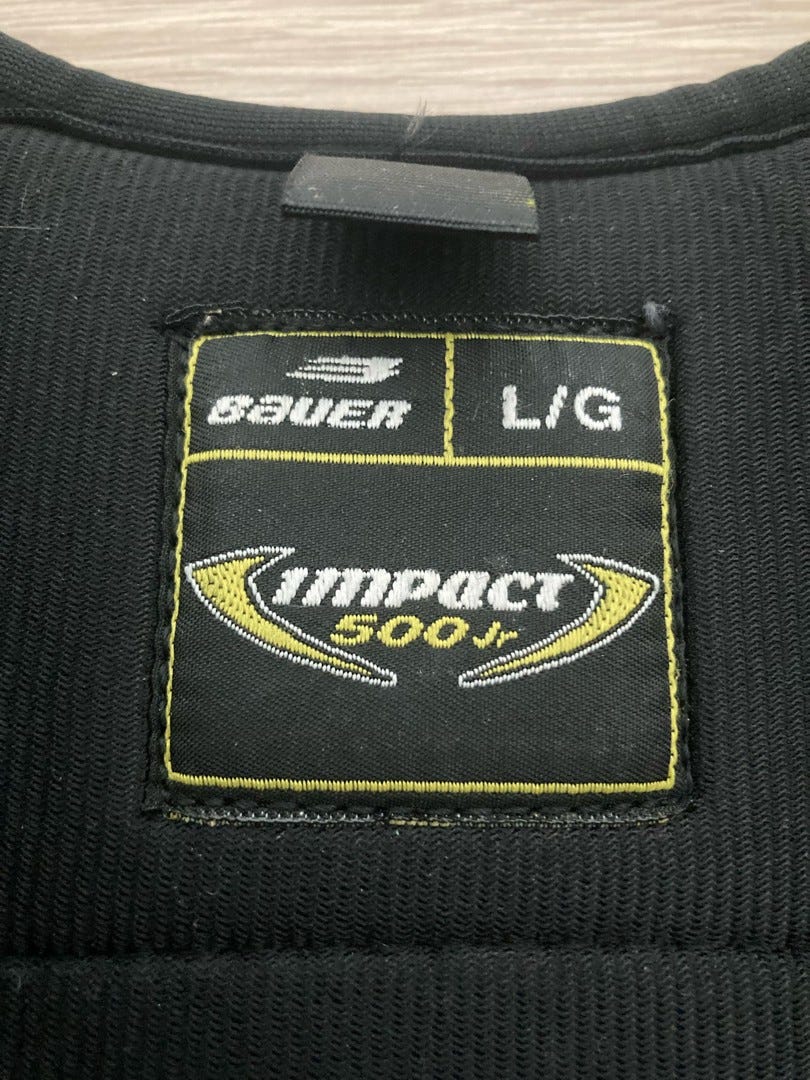 BAUER
L/G
IMPACT
500 Jr